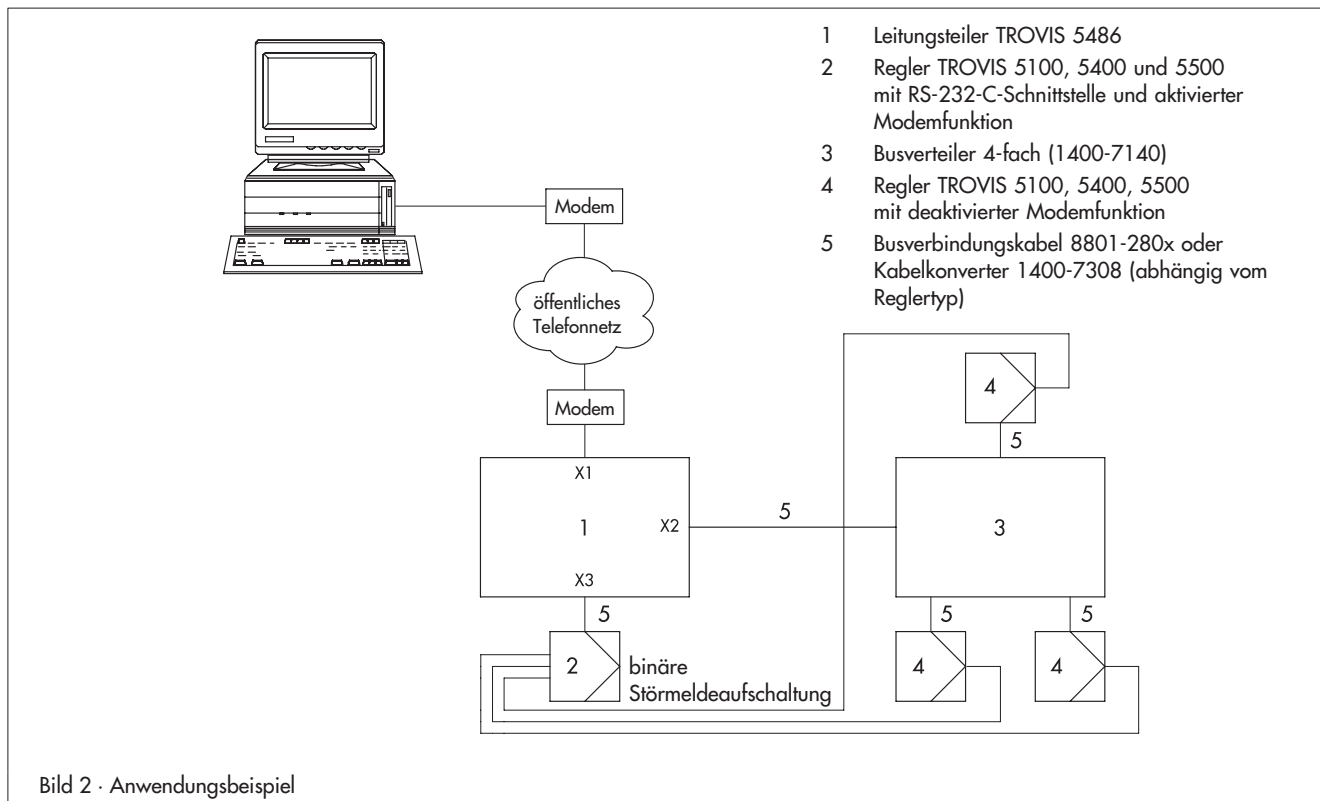 1 Leitungsteiler TROVIS 5486
2 Regler TROVIS 5100, 5400 und 5500
mit RS-232-C-Schnittstelle und aktivierter
Modemfunktion
3 Busverteiler 4-fach (1400-7140)
4 Regler TROVIS 5100, 5400, 5500
mit deaktivierter Modemfunktion
5 Busverbindungskabel 8801-280x oder
Kabelkonverter 1400-7308 (abhängig vom
Reglertyp)
Modem
öffentliches
Telefonnetz
Modem
4
5
X1
1
X2
5
3
X3
5
5
5
2
binäre
Störmeldeaufschaltung
4
4
Bild 2 · Anwendungsbeispiel